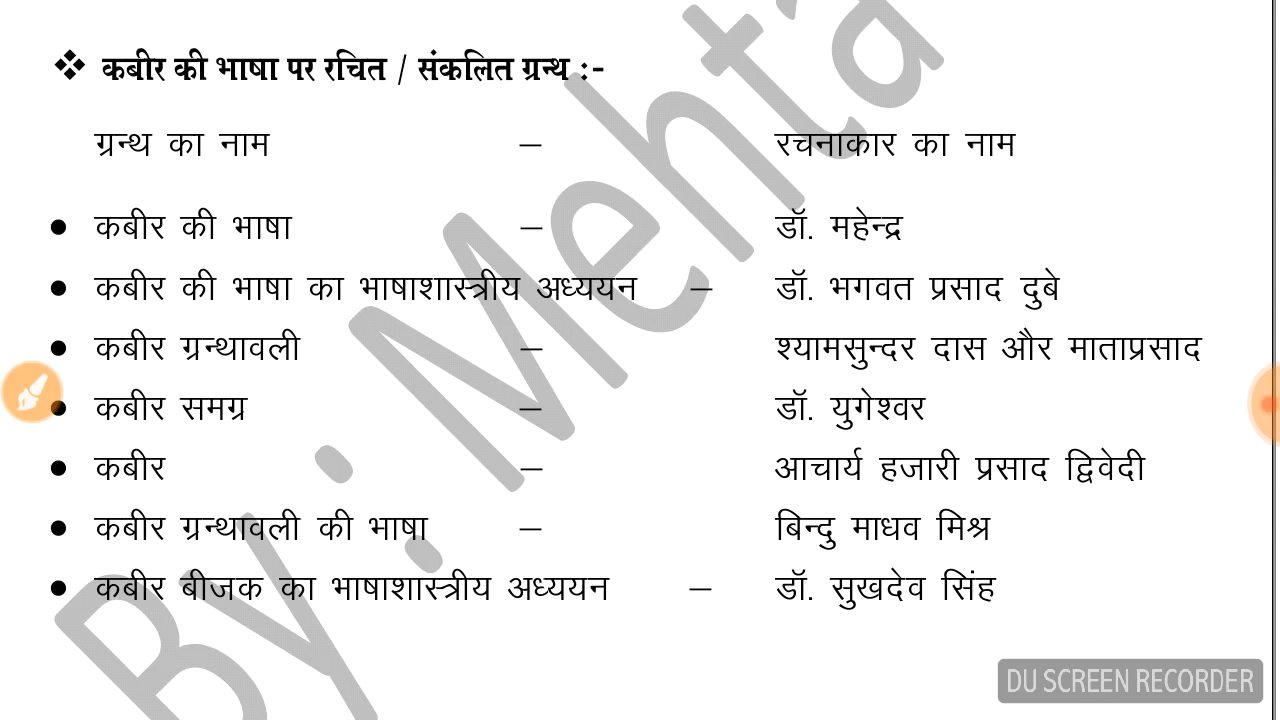 ❖ कबीर की भाषा पर रचित / संकलित ग्रन्थ :-
ग्रन्थ का नाम – रचनाकार का नाम
• कबीर की भाषा – डॉ. महेन्द्र
• कबीर की भाषा का भाषाशास्त्रीय अध्ययन – डॉ. भगवत प्रसाद दुबे
• कबीर ग्रन्थावली – श्यामसुन्दर दास और माताप्रसाद
• कबीर समग्र – डॉ. युगेश्वर
• कबीर – आचार्य हजारी प्रसाद द्विवेदी
• कबीर ग्रन्थावली की भाषा – बिन्दु माधव मिश्र
• कबीर बीजक का भाषाशास्त्रीय अध्ययन – डॉ. सुखदेव सिंह
By : Mehta
DU SCREEN RECORDER